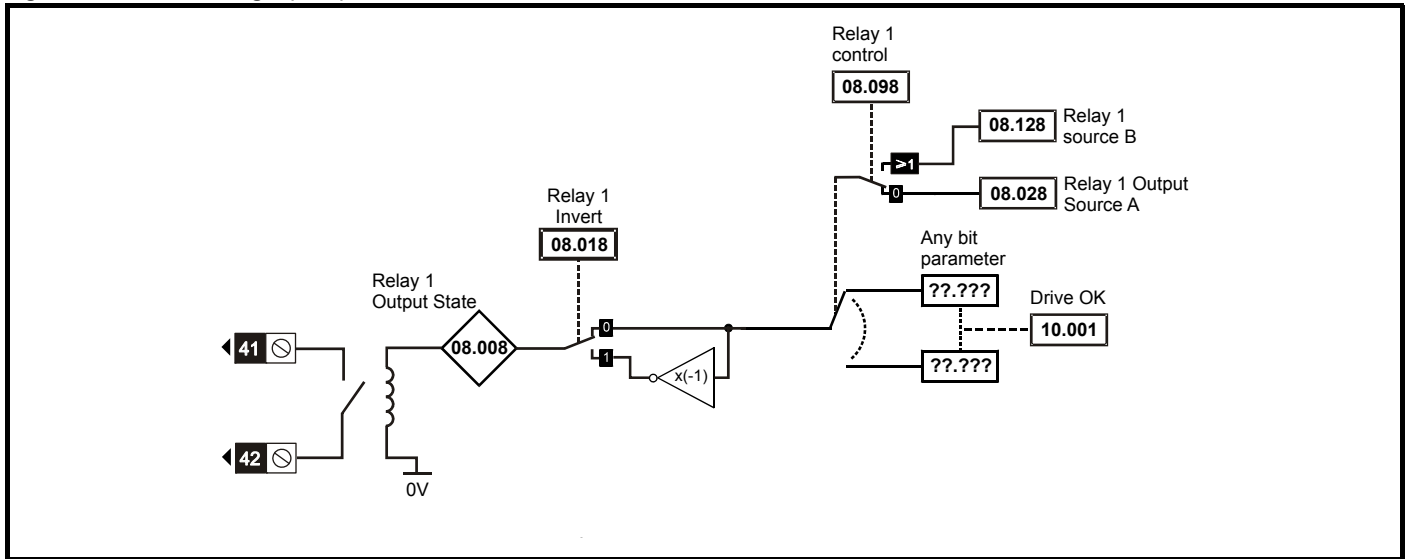 Relay 1
control
08.098
08.128
Relay 1
source B
>1
0
08.028
Relay 1 Output
Source A
Relay 1
Invert
08.018
Any bit
parameter
??.???
Drive OK
10.001
??.???
Relay 1
Output State
08.008
0
1
x(-1)
41
42
0V